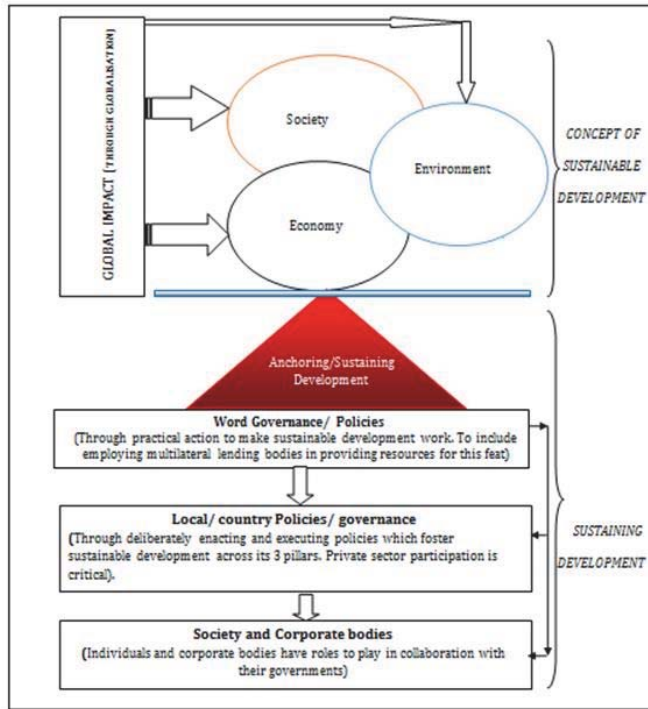 GLOBAL IMPACT (THROUGH GLOBALISATION)
Society
Environment
Economy
CONCEPT OF
SUSTAINABLE
DEVELOPMENT
Anchoring/Sustaining
Development
Word Governance/ Policies
(Through practical action to make sustainable development work. To include
employing multilateral lending bodies in providing resources for this feat)
Local/ country Policies/ governance
(Through deliberately enacting and executing policies which foster
sustainable development across its 3 pillars. Private sector participation is
critical).
Society and Corporate bodies
(Individuals and corporate bodies have roles to play in collaboration with
their governments)
SUSTAINING
DEVELOPMENT